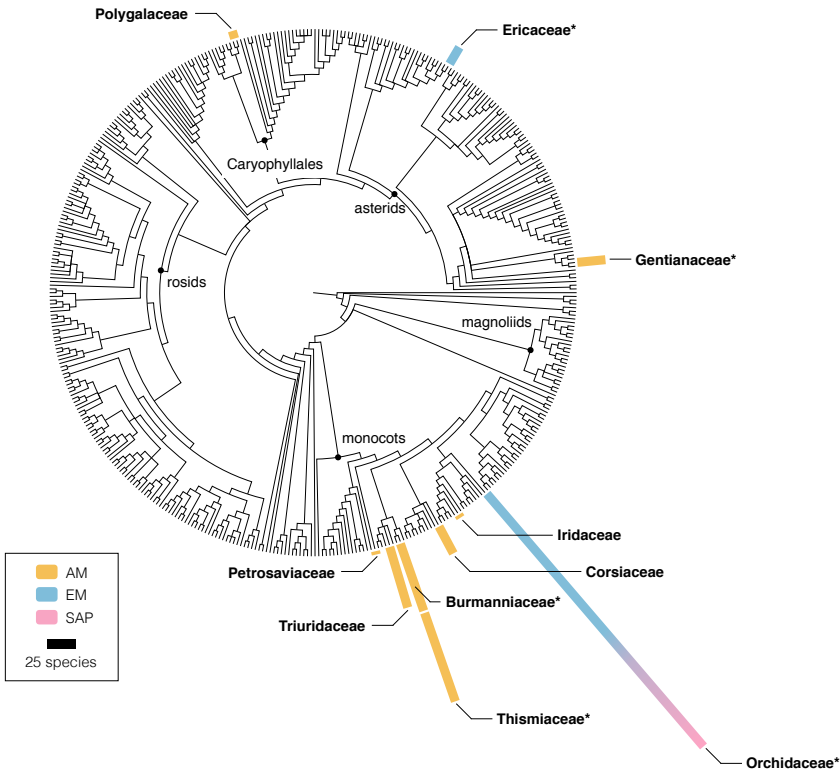 Polygalaceae
Ericaceae*
Caryophyllales
asterids
Gentianaceae*
rosids
magnoliids
monocots
Iridaceae
Petrosaviaceae
Corsiaceae
Burmanniaceae*
Triuridaceae
Thismiaceae*
Orchidaceae*
AM
EM
SAP
25 species